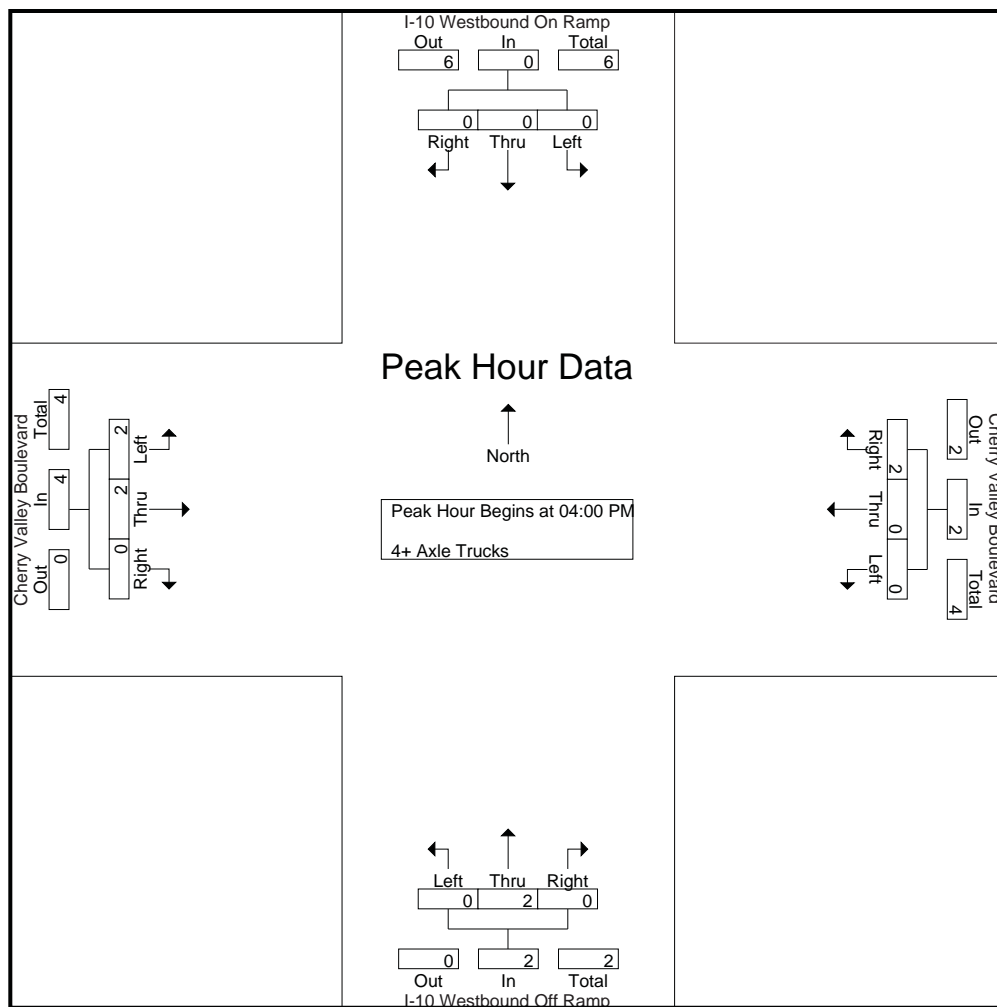 I-10 Westbound On Ramp
Out In Total
6 0 6
0 0 0
Right Thru Left
Peak Hour Data
North
Peak Hour Begins at 04:00 PM
4+ Axle Trucks
Cherry Valley Boulevard
Out In Total
0 4 4
0 2 2
Right Thru Left
Cherry Valley Boulevard
Out In Total
2 2 4
2 0 0
Right Thru Left
Left Thru Right
0 2 0
0 2 2
Out In Total
I-10 Westbound Off Ramp